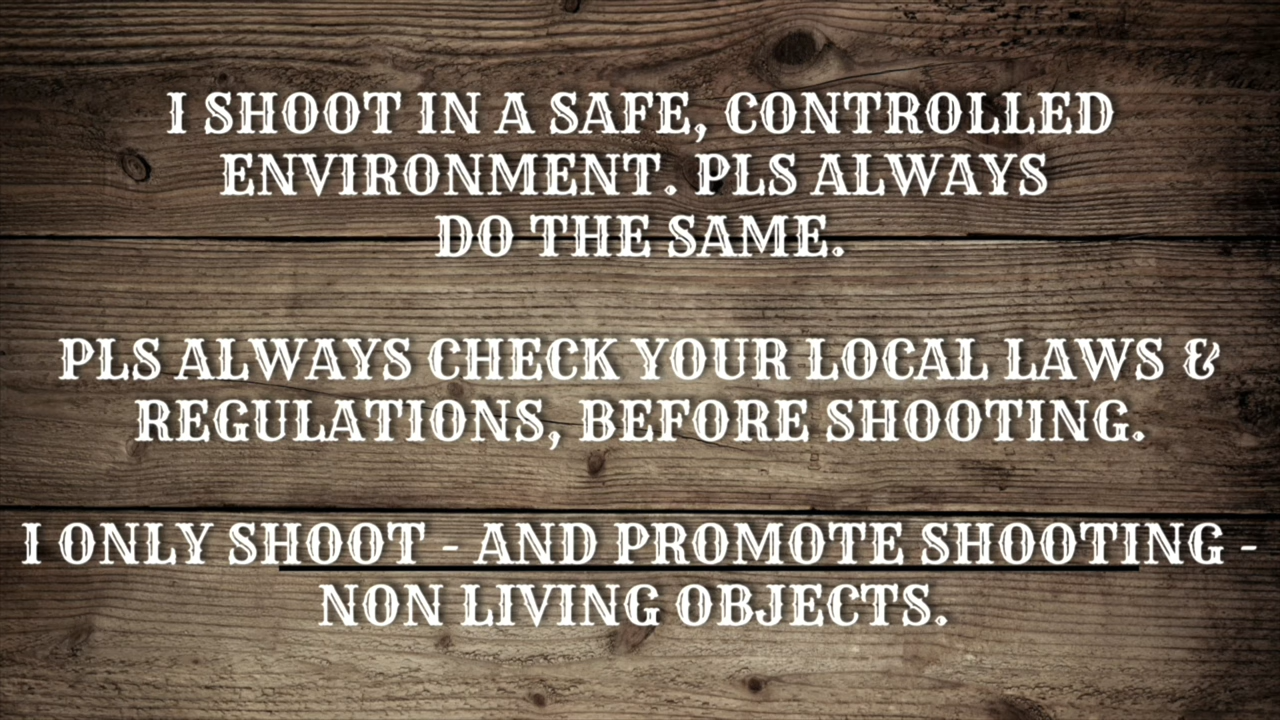 I SHOOT IN A SAFE, CONTROLLED
ENVIRONMENT. PLS ALWAYS
DO THE SAME.
PLS ALWAYS CHECK YOUR LOCAL LAWS &
REGULATIONS, BEFORE SHOOTING.
I ONLY SHOOT - AND PROMOTE SHOOTING -
NON LIVING OBJECTS.